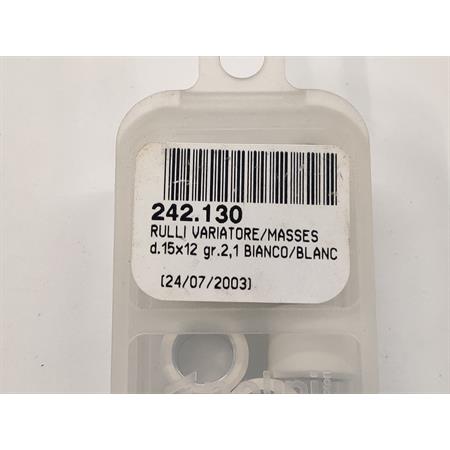 242.130
RULLI VARIATORE/MASSES
d.15x12 gr.2,1 BIANCO/BLANC
(24/07/2003)